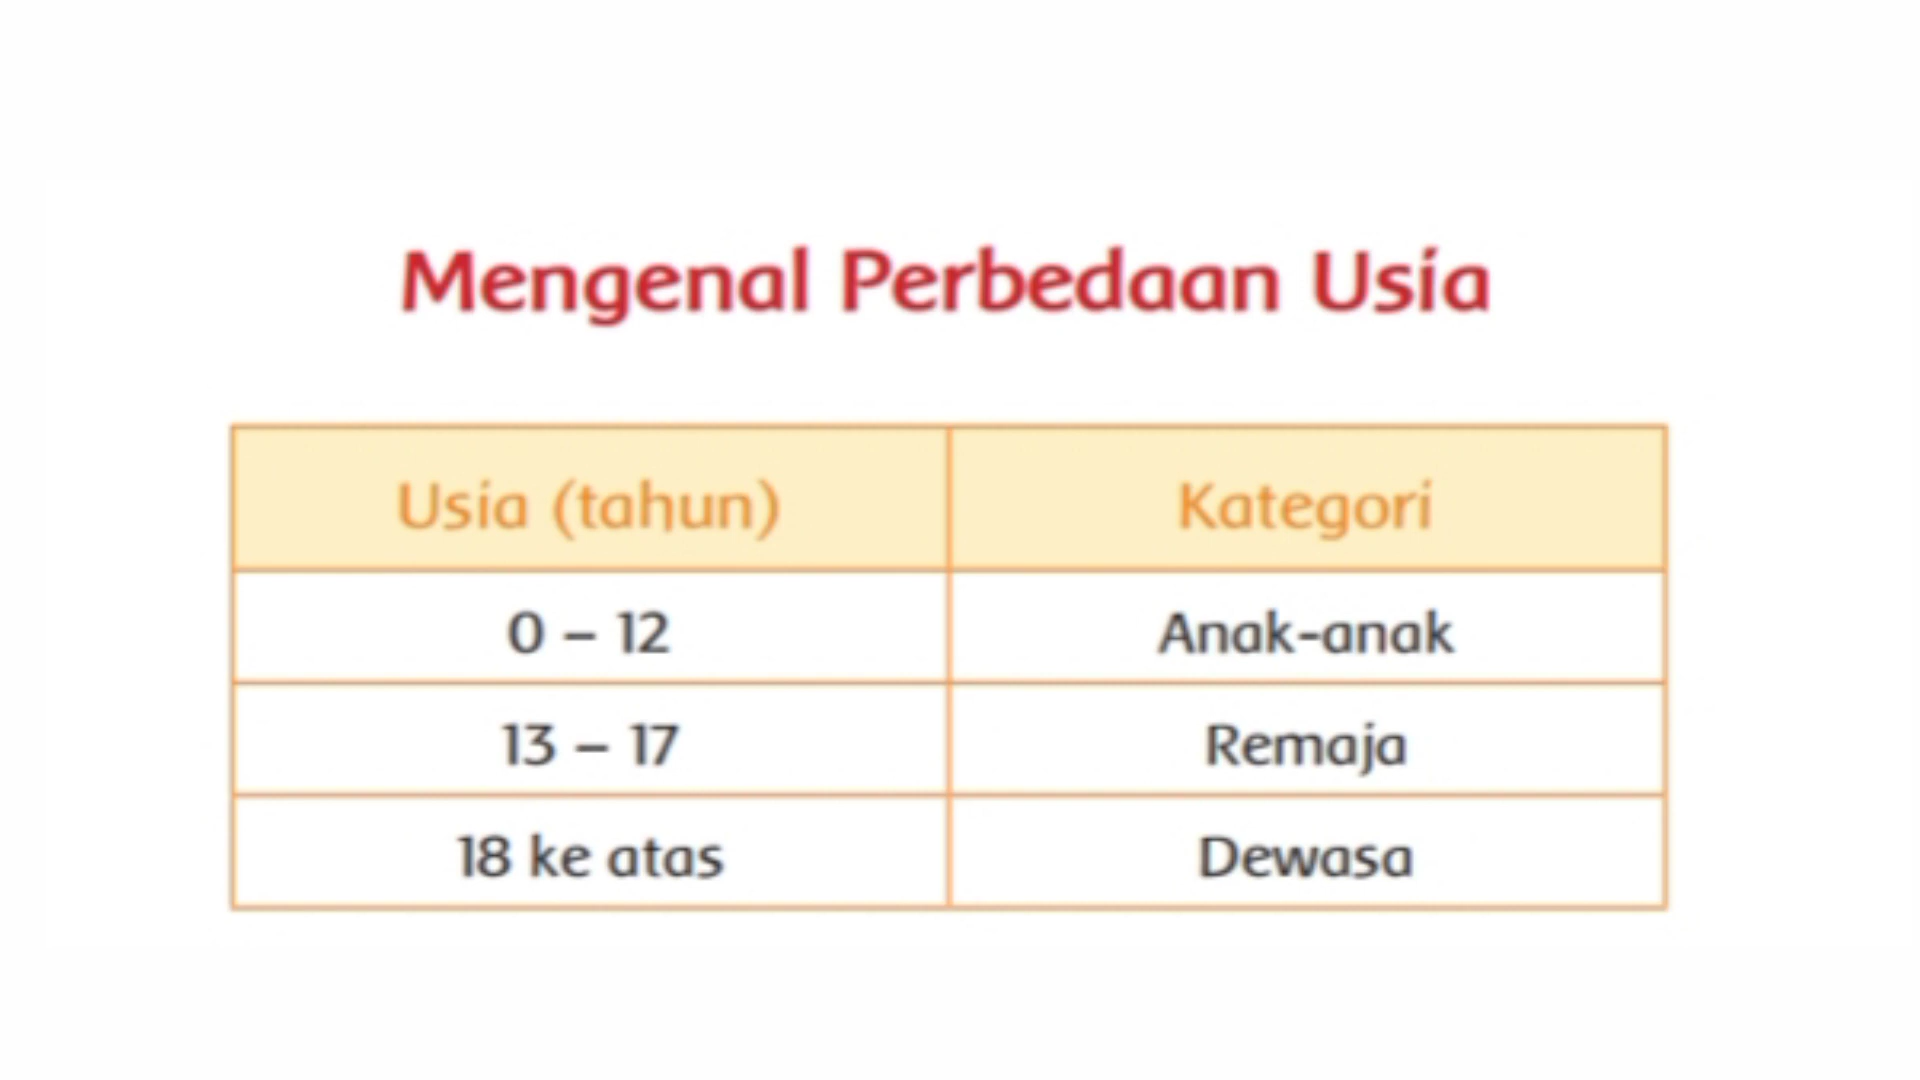 Mengenal Perbedaan Usia
Usia (tahun) Kategori
0 – 12 Anak-anak
13 – 17 Remaja
18 ke atas Dewasa